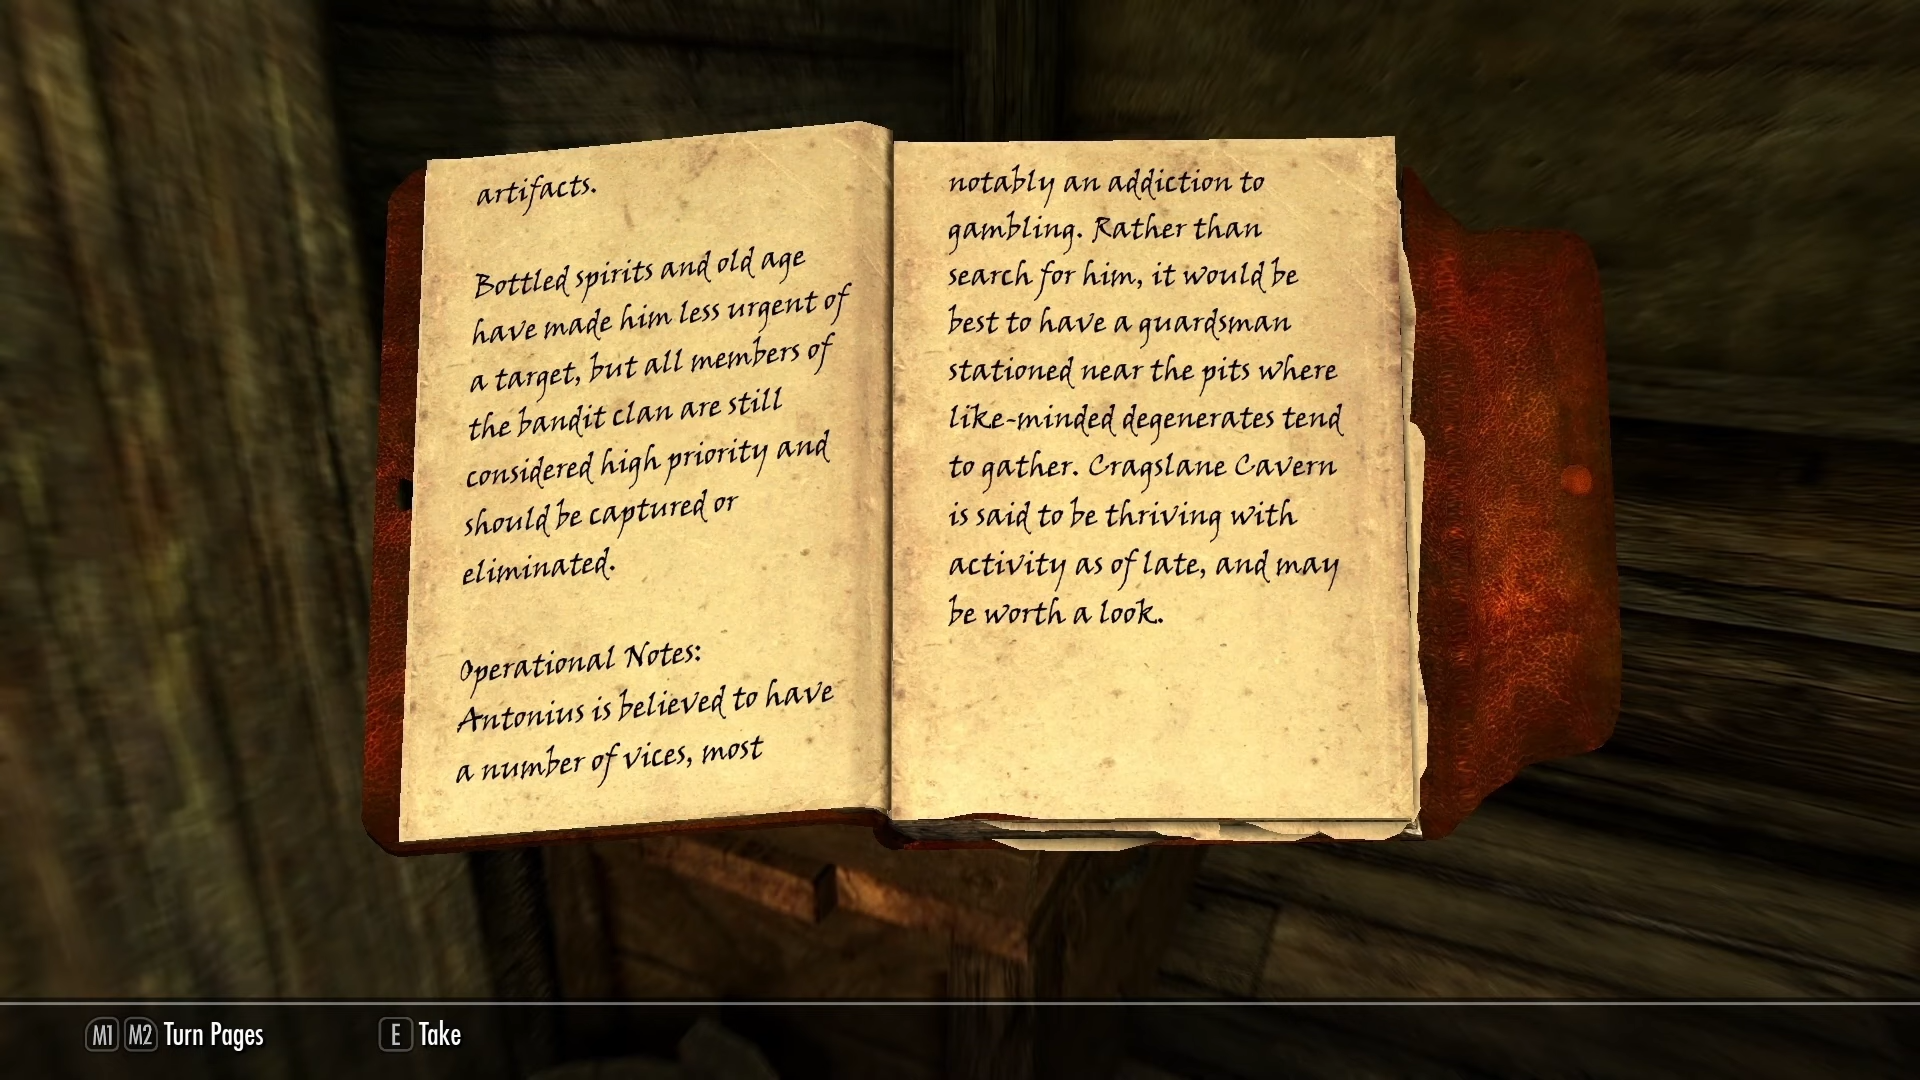 artifacts.
Bottled spirits and old age
have made him less urgent of
a target, but all members of
the bandit clan are still
considered high priority and
should be captured or
eliminated.
Operational Notes:
Antonius is believed to have
a number of vices, most
notably an addiction to
gambling. Rather than
search for him, it would be
best to have a guardsman
stationed near the pits where
like-minded degenerates tend
to gather. Cragslane Cavern
is said to be thriving with
activity as of late, and may
be worth a look.
M1 M2 Turn Pages
E Take